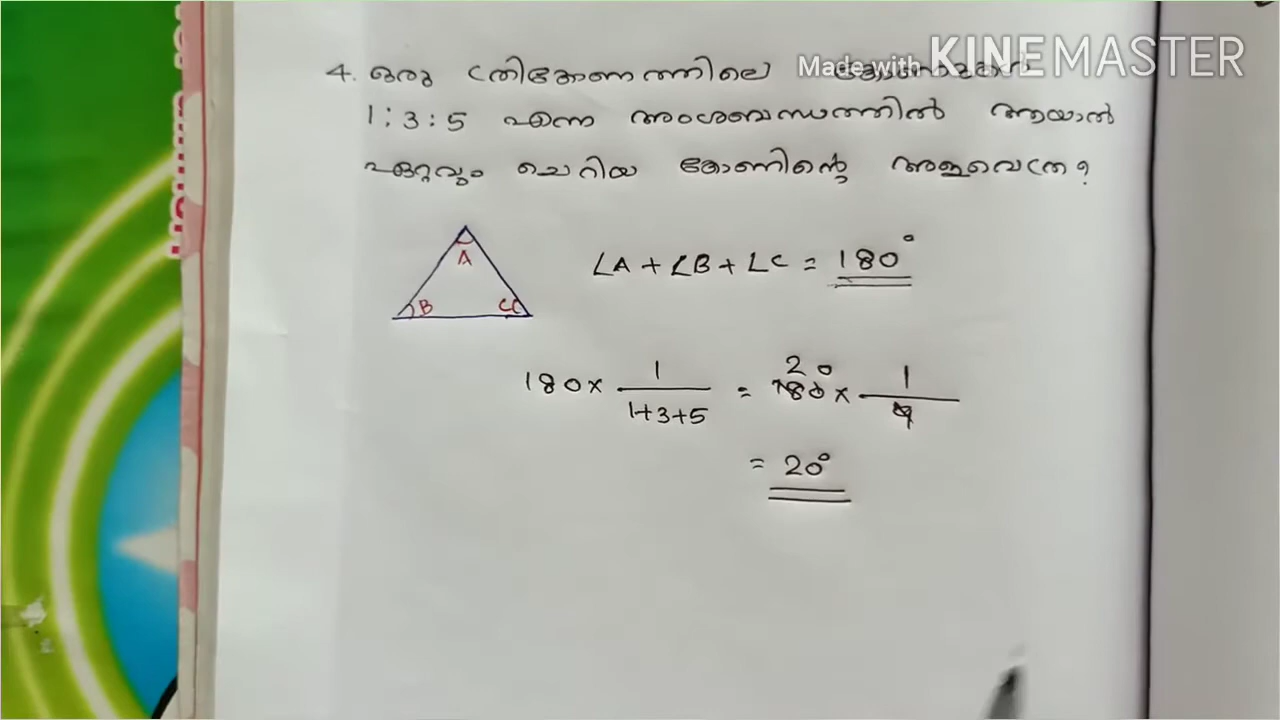 Made with KINEMASTER
4. ഒരു ത്രികോണത്തിലെ
1 : 3 : 5 എന്ന അംശബന്ധത്തിൽ ആയാൽ
ഏറ്റവും ചെറിയ കോണിന്റെ അളവെത്ര?
A
B C
∠A + ∠B + ∠C = 180°
180 × 1/(1+3+5) = 20 180 × 1/9
= 20°